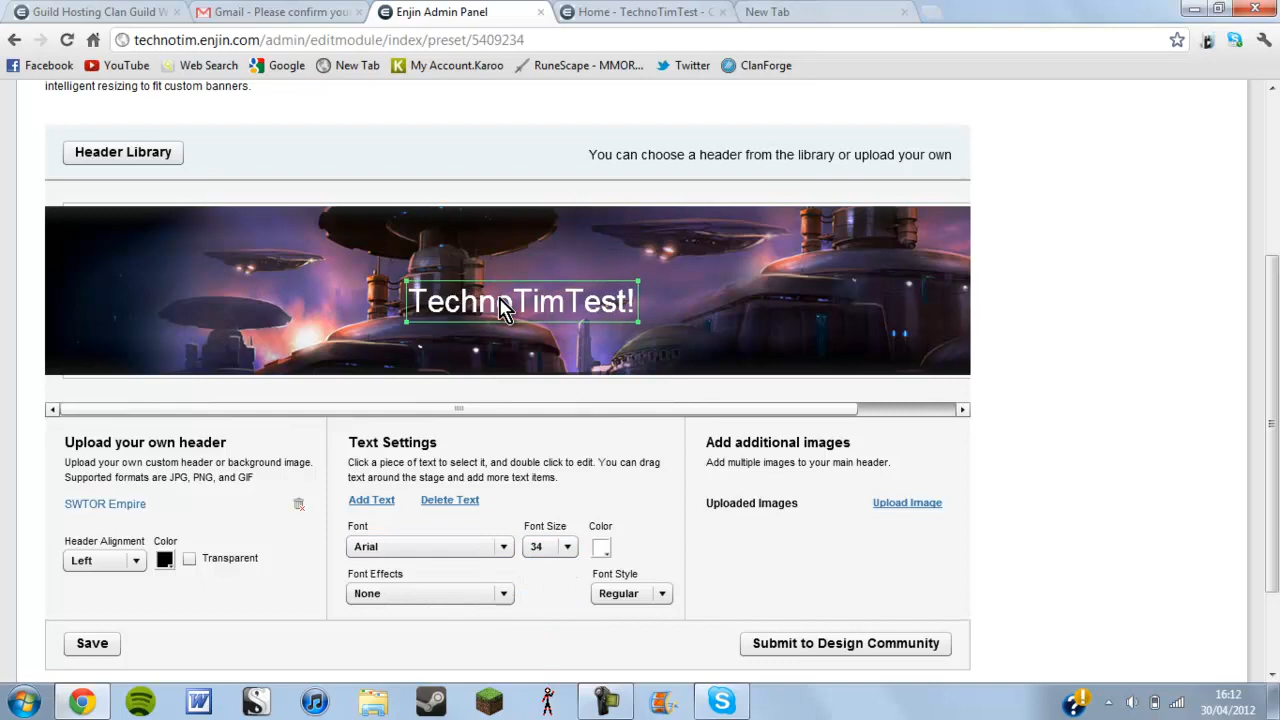 Guild Hosting Clan Guild W
Gmail - Please confirm your
Enjin Admin Panel
Home - TechnoTimTest - C
New Tab
technotim.enjin.com/admin/editmodule/index/preset/5409234
Facebook
YouTube
Web Search
Google
New Tab
My Account.Karoo
RuneScape - MMOR...
Twitter
ClanForge
intelligent resizing to fit custom banners.
Header Library
You can choose a header from the library or upload your own
TechnoTimTest!
Upload your own header
Upload your own custom header or background image.
Supported formats are JPG, PNG, and GIF
SWTOR Empire
Header Alignment
Color
Left
Transparent
Text Settings
Click a piece of text to select it, and double click to edit. You can drag
text around the stage and add more text items.
Add Text
Delete Text
Font
Font Size
Color
Arial
34
Font Effects
Font Style
None
Regular
Add additional images
Add multiple images to your main header.
Uploaded Images
Upload Image
Save
Submit to Design Community
16:12
30/04/2012